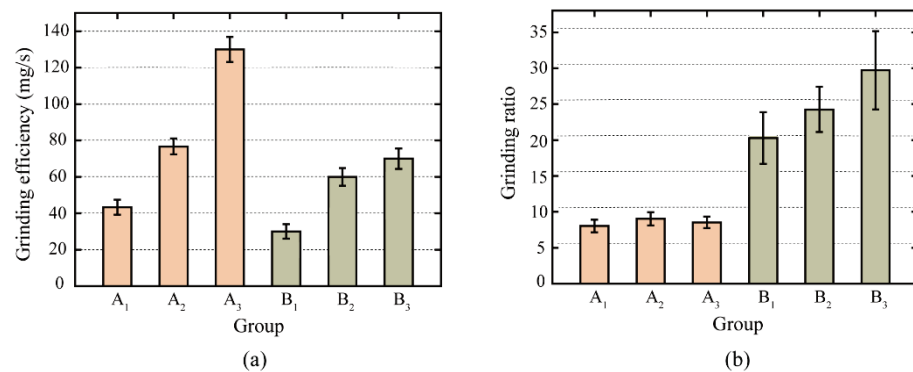 Grinding efficiency (mg/s)
140
120
100
80
60
40
20
0
A₁ A₂ A₃ B₁ B₂ B₃
Group
(a)
Grinding ratio
35
30
25
20
15
10
5
0
A₁ A₂ A₃ B₁ B₂ B₃
Group
(b)